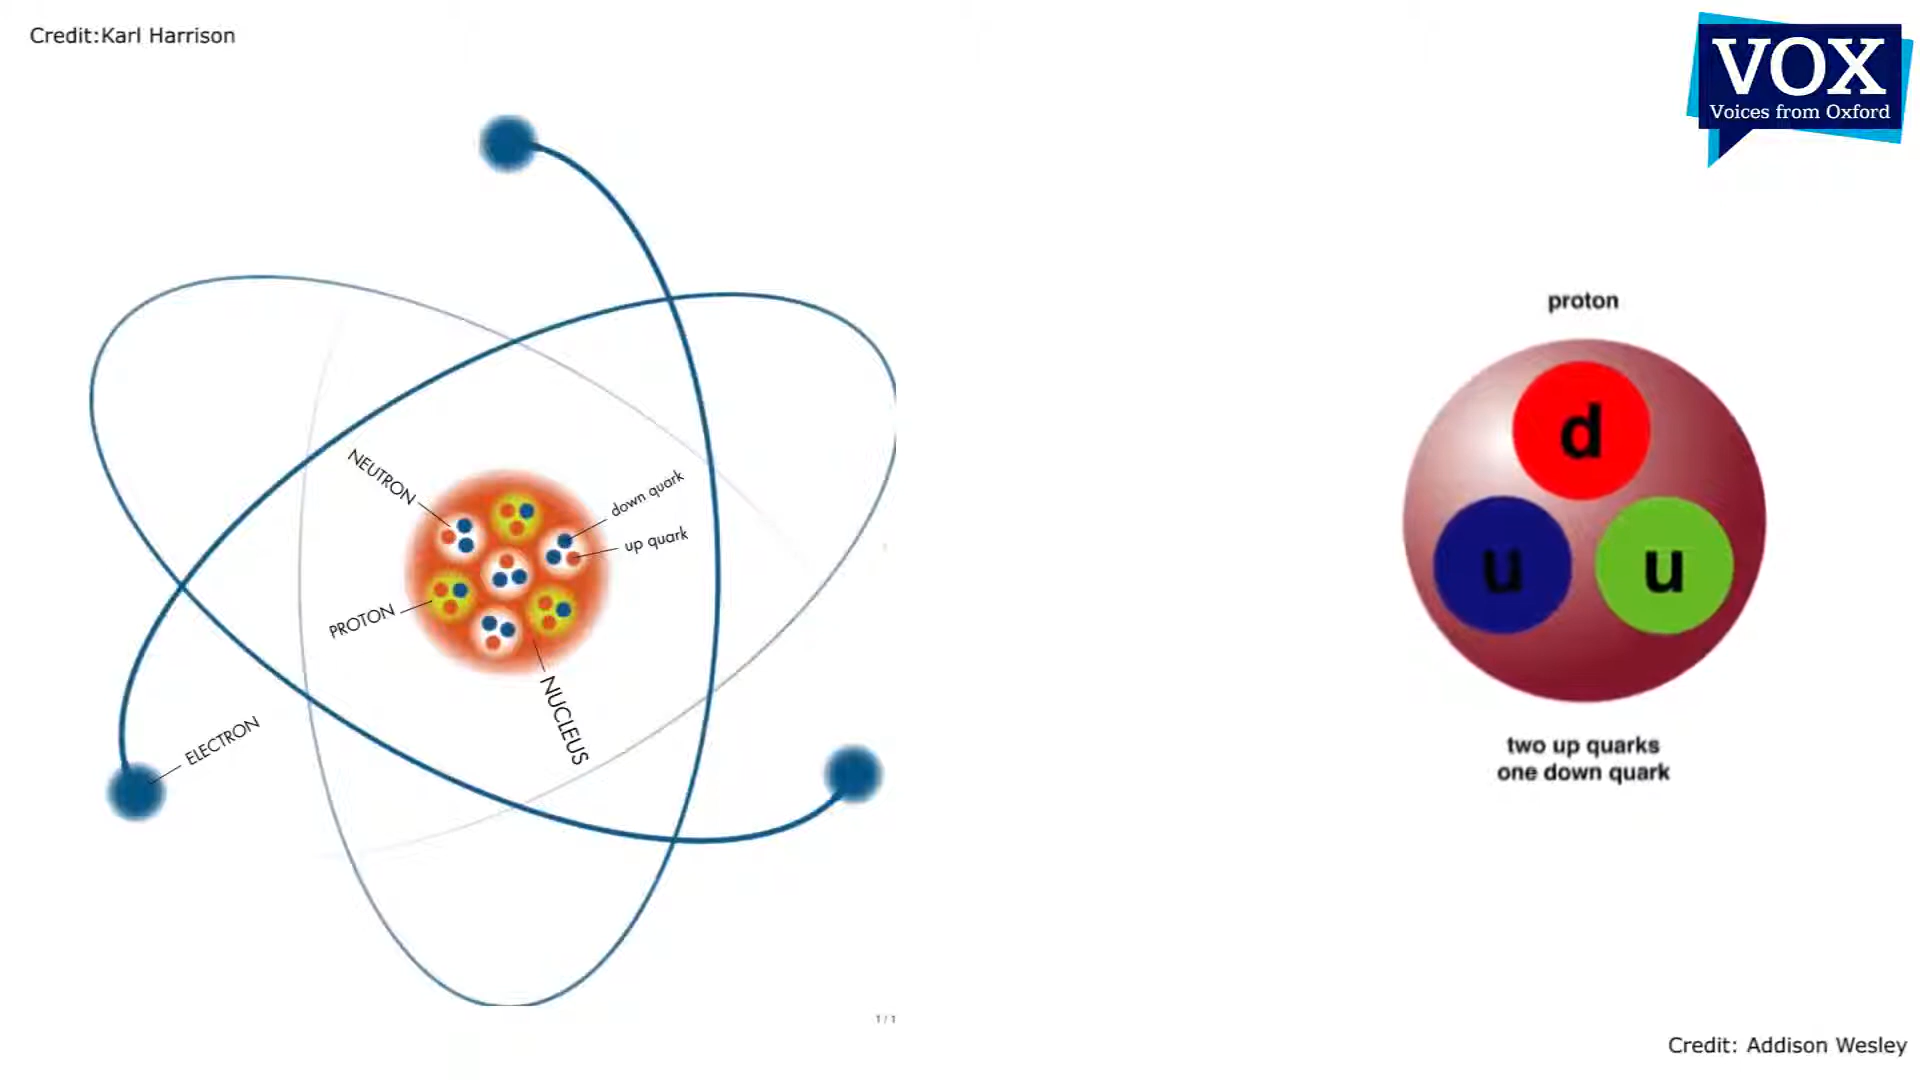 Credit:Karl Harrison
VOX
Voices from Oxford
NEUTRON
down quark
up quark
PROTON
NUCLEUS
ELECTRON
1 / 1
proton
d
u
u
two up quarks
one down quark
Credit: Addison Wesley